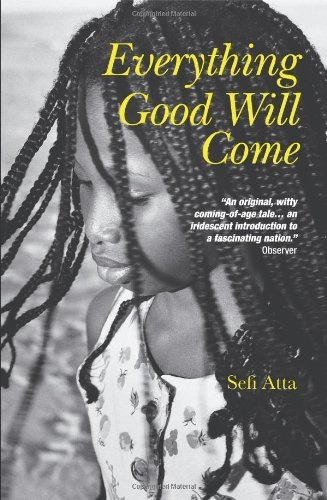 Everything
Good Will
Come
“An original, witty
coming-of-age tale… an
iridescent introduction to
a fascinating nation.”
Observer
Sefi Atta